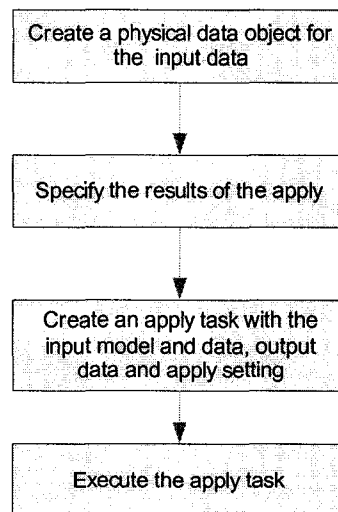 Create a physical data object for
the input data
Specify the results of the apply
Create an apply task with the
input model and data, output
data and apply setting
Execute the apply task